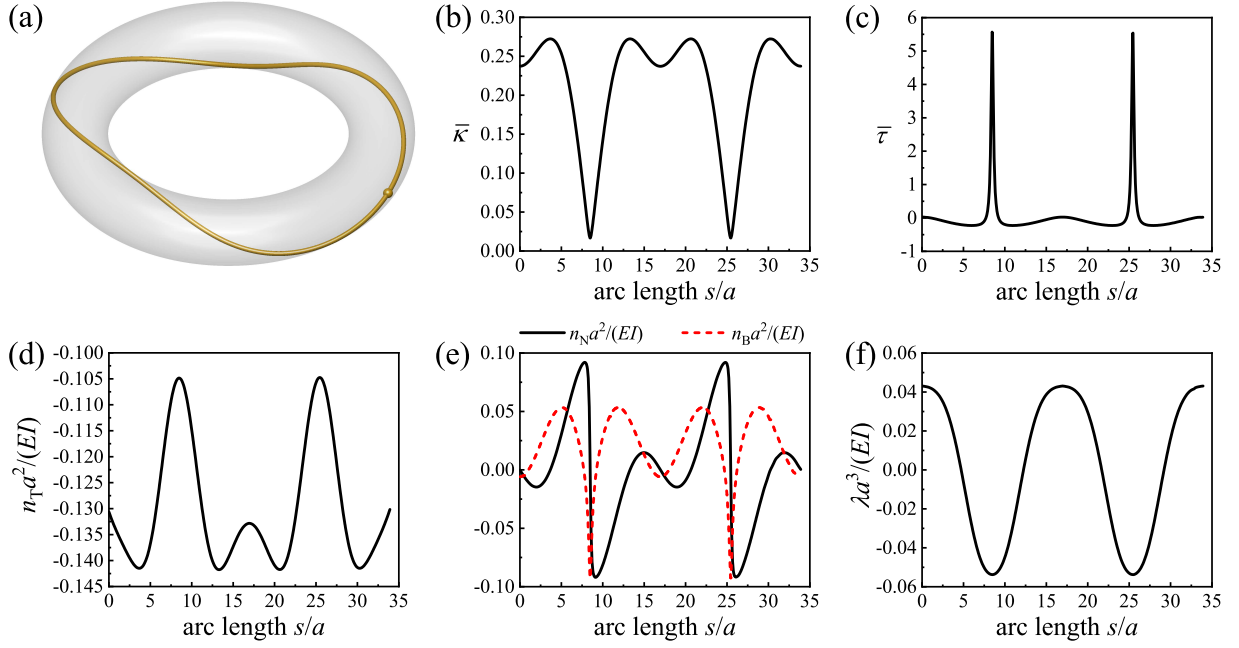 (a)
(b)
0.30
0.25
0.20
0.15
0.10
0.05
0.00
κ̄
0 5 10 15 20 25 30 35
arc length s/a
(c)
6
5
4
3
2
1
0
-1
τ̄
0 5 10 15 20 25 30 35
arc length s/a
(d)
-0.100
-0.105
-0.110
-0.115
-0.120
-0.125
-0.130
-0.135
-0.140
-0.145
n_T a²/(EI)
0 5 10 15 20 25 30 35
arc length s/a
(e)
n_N a²/(EI) n_B a²/(EI)
0.10
0.05
0.00
-0.05
-0.10
0 5 10 15 20 25 30 35
arc length s/a
(f)
0.06
0.04
0.02
0.00
-0.02
-0.04
-0.06
λa³/(EI)
0 5 10 15 20 25 30 35
arc length s/a